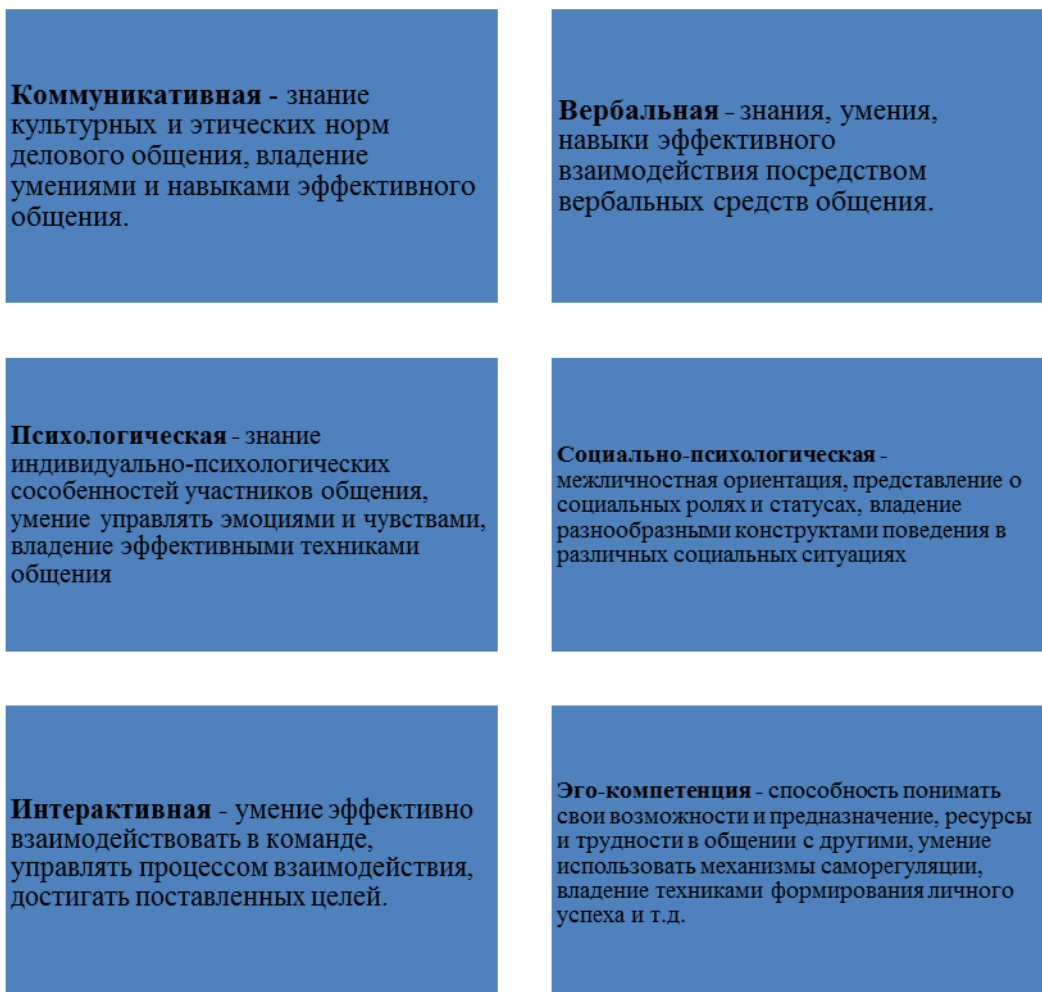 Коммуникативная - знание
культурных и этических норм
делового общения, владение
умениями и навыками эффективного
общения.
Вербальная - знания, умения,
навыки эффективного
взаимодействия посредством
вербальных средств общения.
Психологическая - знание
индивидуально-психологических
сособенностей участников общения,
умение управлять эмоциями и чувствами,
владение эффективными техниками
общения
Социально-психологическая -
межличностная ориентация, представление о
социальных ролях и статусах, владение
разнообразными конструктами поведения в
различных социальных ситуациях
Интерактивная - умение эффективно
взаимодействовать в команде,
управлять процессом взаимодействия,
достигать поставленных целей.
Эго-компетенция - способность понимать
свои возможности и предназначение, ресурсы
и трудности в общении с другими, умение
использовать механизмы саморегуляции,
владение техниками формирования личного
успеха и т.д.